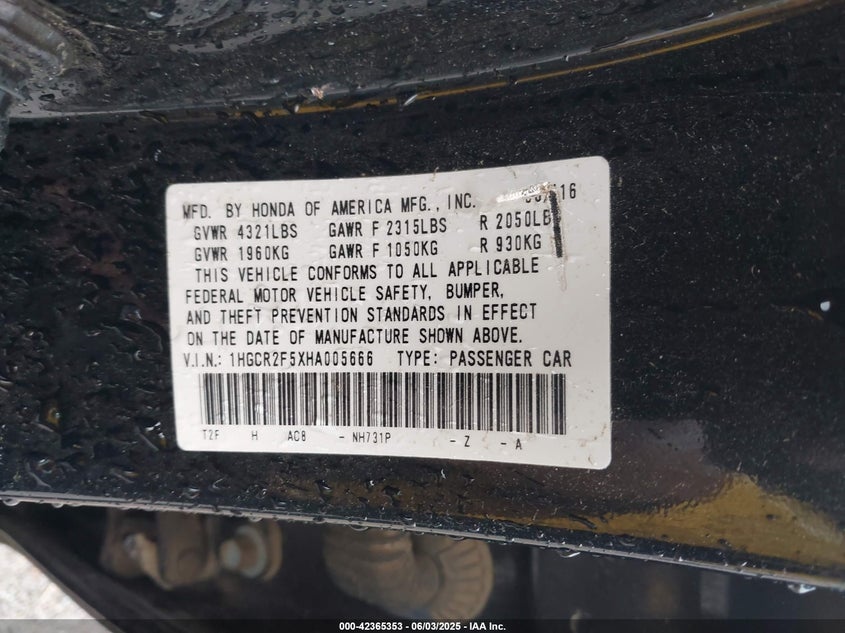 MFD. BY HONDA OF AMERICA MFG., INC. 16
GVWR 4321LBS GAWR F 2315LBS R 2050LB
GVWR 1960KG GAWR F 1050KG R 930KG
THIS VEHICLE CONFORMS TO ALL APPLICABLE
FEDERAL MOTOR VEHICLE SAFETY, BUMPER,
AND THEFT PREVENTION STANDARDS IN EFFECT
ON THE DATE OF MANUFACTURE SHOWN ABOVE.
V.I.N.: 1HGCR2F5XHA005666 TYPE: PASSENGER CAR
T2F H AC8 - NH731P - Z - A
000-42365353 - 06/03/2025 - IAA Inc.